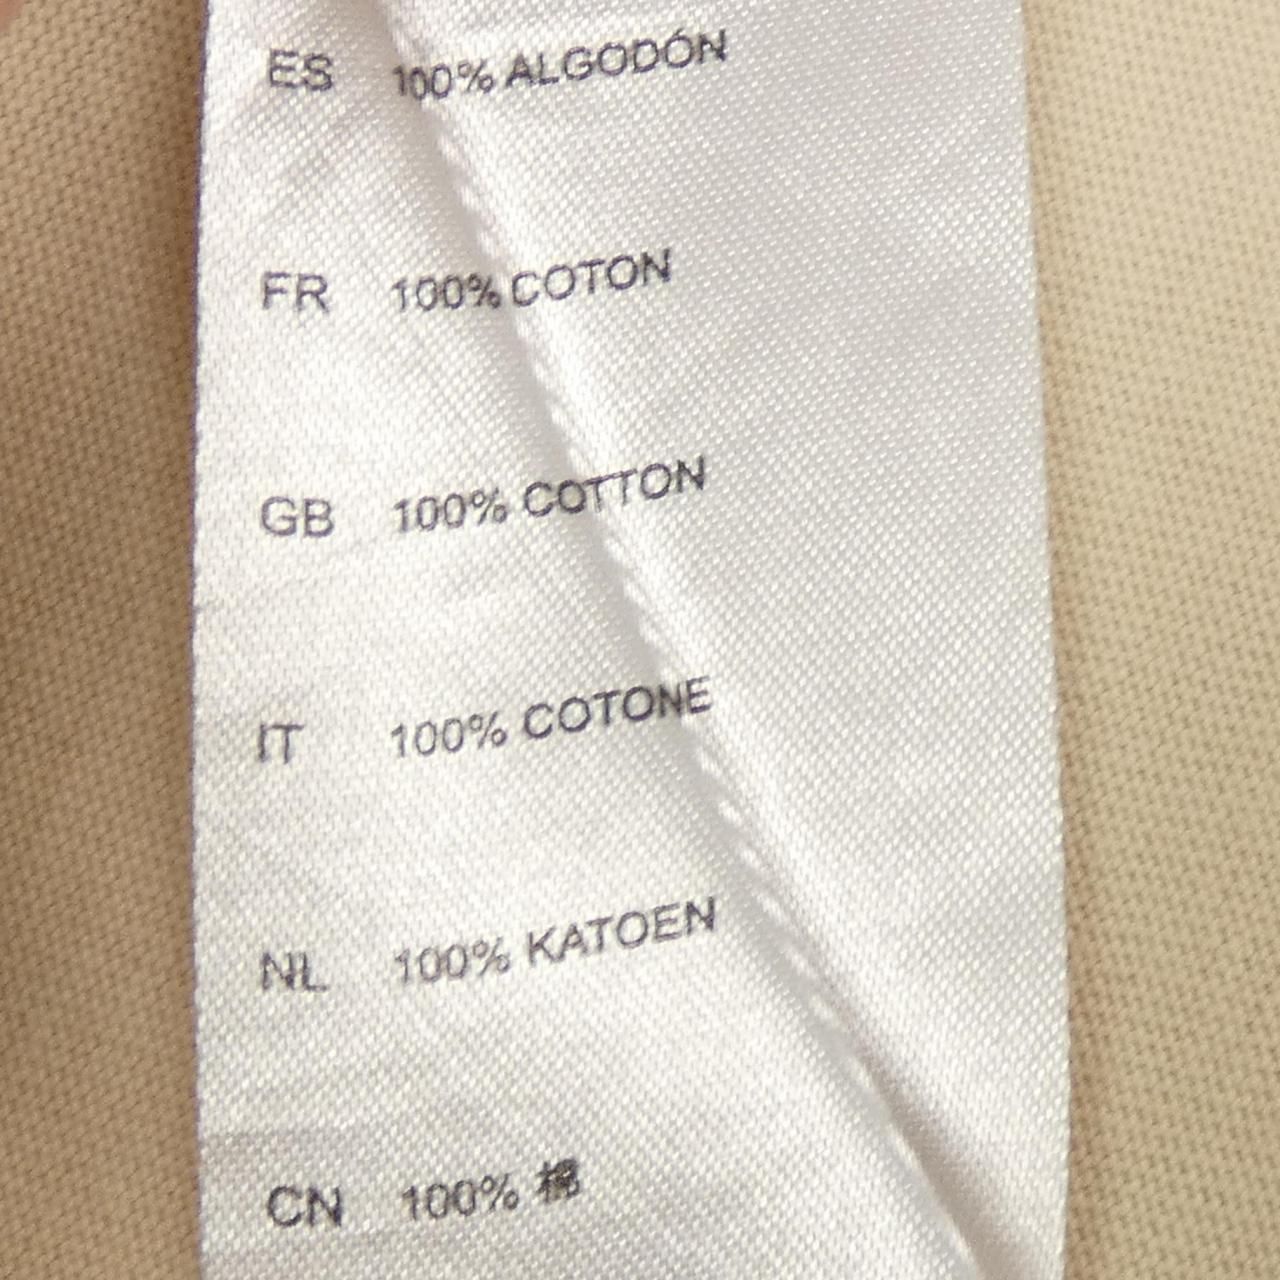 ES 100% ALGODÓN
FR 100% COTON
GB 100% COTTON
IT 100% COTONE
NL 100% KATOEN
CN 100% 棉